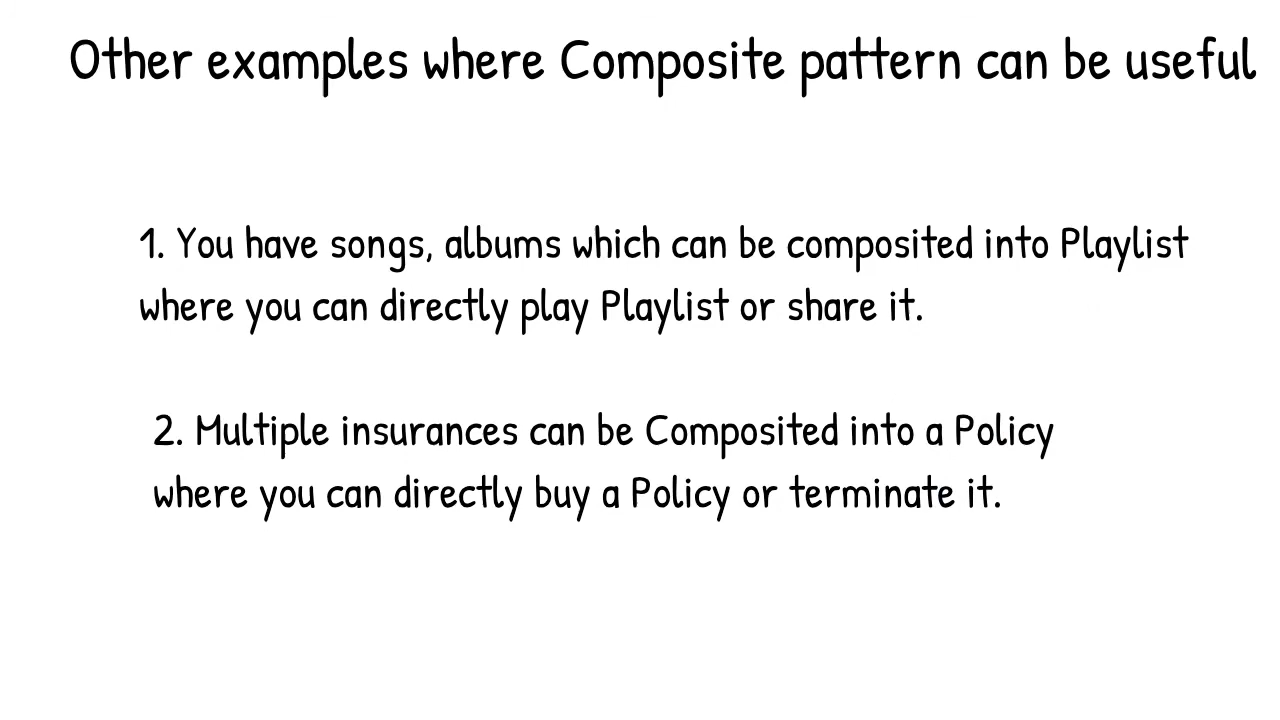 Other examples where Composite pattern can be useful
1. You have songs, albums which can be composited into Playlist
where you can directly play Playlist or share it.
2. Multiple insurances can be Composited into a Policy
where you can directly buy a Policy or terminate it.